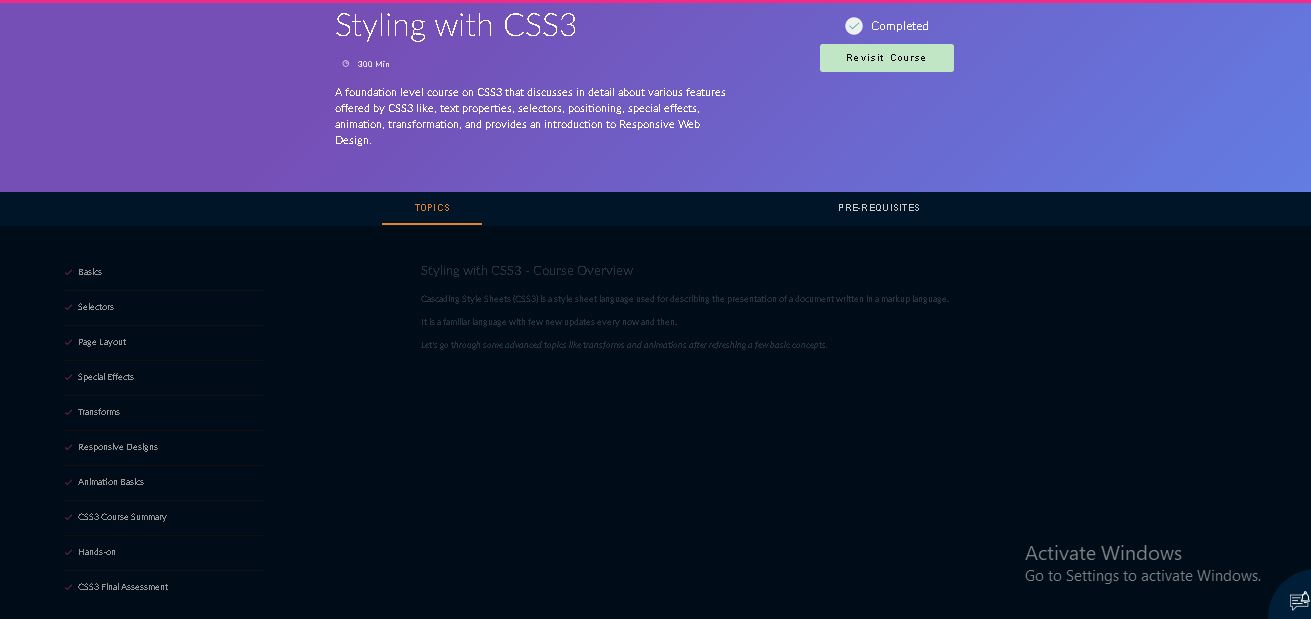 Styling with CSS3
Completed
Revisit Course
300 Min
A foundation level course on CSS3 that discusses in detail about various features
offered by CSS3 like, text properties, selectors, positioning, special effects,
animation, transformation, and provides an introduction to Responsive Web
Design.
TOPICS
PRE-REQUISITES
Basics
Selectors
Page Layout
Special Effects
Transforms
Responsive Designs
Animation Basics
CSS3 Course Summary
Hands-on
CSS3 Final Assessment
Styling with CSS3 - Course Overview
Cascading Style Sheets (CSS3) is a style sheet language used for describing the presentation of a document written in a markup language.
It is a familiar language with few new updates every now and then.
Let's go through some advanced topics like transforms and animations after refreshing a few basic concepts.
Activate Windows
Go to Settings to activate Windows.